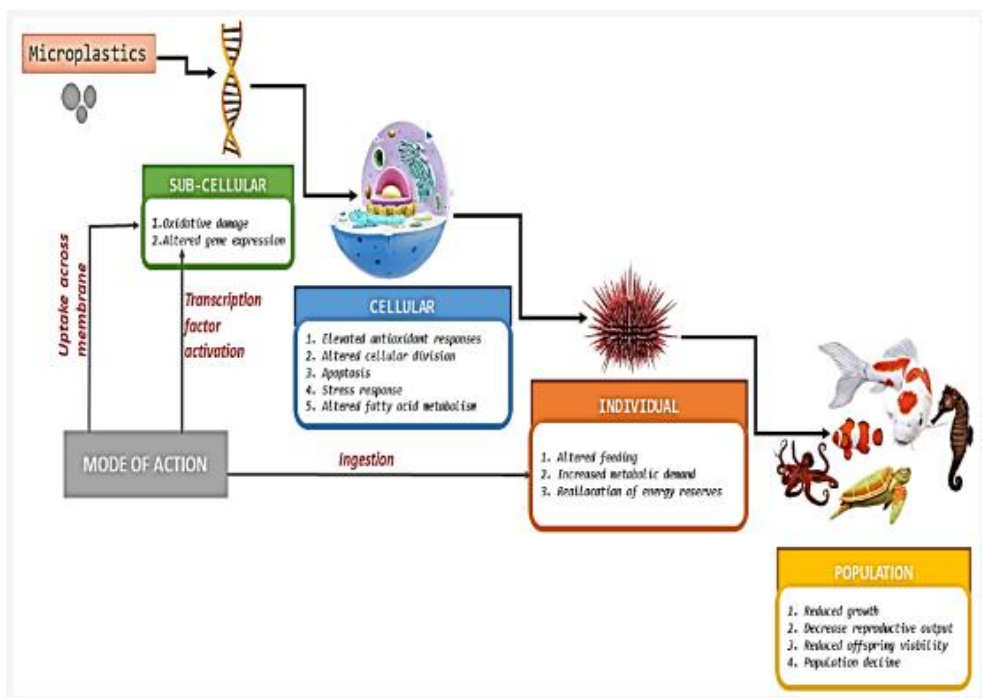 Microplastics
SUB-CELLULAR
1.Oxidative damage
2.Altered gene expression
Uptake across
membrane
Transcription
factor
activation
CELLULAR
1. Elevated antioxidant responses
2. Altered cellular division
3. Apoptosis
4. Stress response
5. Altered fatty acid metabolism
MODE OF ACTION
Ingestion
INDIVIDUAL
1. Altered feeding
2. Increased metabolic demand
3. Reallocation of energy reserves
POPULATION
1. Reduced growth
2. Decrease reproductive output
3. Reduced offspring viability
4. Population decline